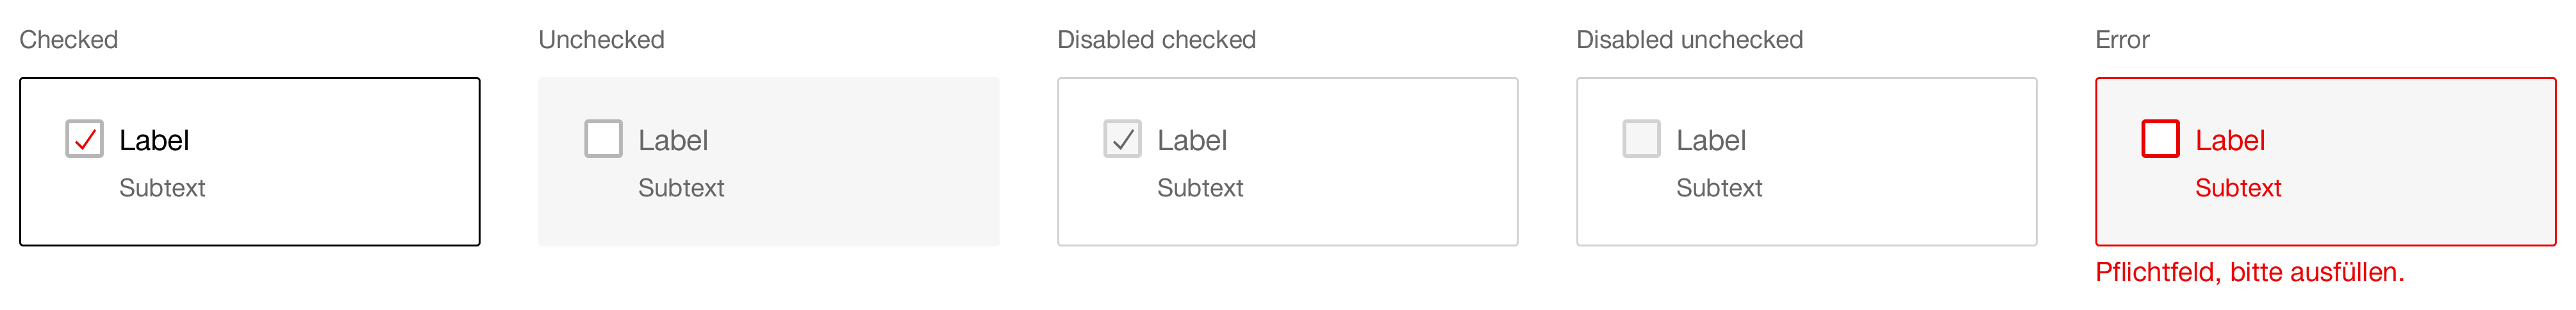 Checked
Unchecked
Disabled checked
Disabled unchecked
Error
Label
Subtext
Label
Subtext
Label
Subtext
Label
Subtext
Label
Subtext
Pflichtfeld, bitte ausfüllen.